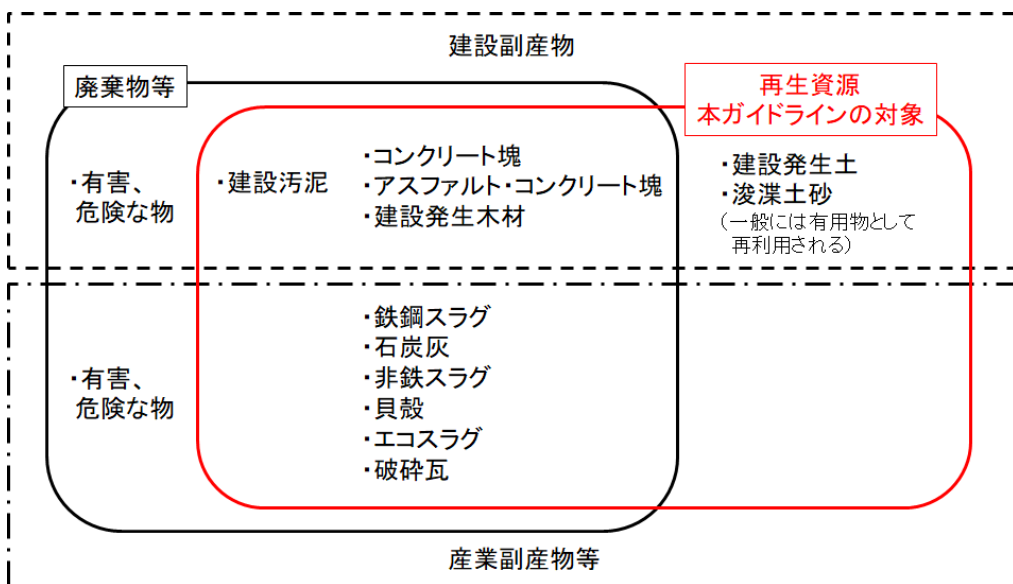 建設副産物
廃棄物等
再生資源
本ガイドラインの対象
・有害、
危険な物
・建設汚泥
・コンクリート塊
・アスファルト・コンクリート塊
・建設発生木材
・建設発生土
・浚渫土砂
（一般には有用物として
再利用される）
・有害、
危険な物
・鉄鋼スラグ
・石炭灰
・非鉄スラグ
・貝殻
・エコスラグ
・破砕瓦
産業副産物等